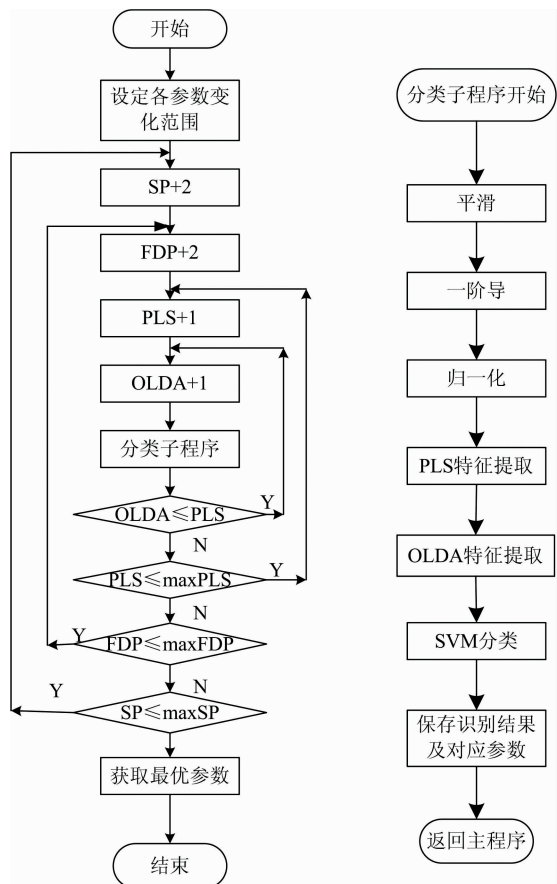 开始
设定各参数变
化范围
SP+2
FDP+2
PLS+1
OLDA+1
分类子程序
OLDA≤PLS
Y
N
PLS≤maxPLS
Y
N
FDP≤maxFDP
Y
N
SP≤maxSP
Y
获取最优参数
结束
分类子程序开始
平滑
一阶导
归一化
PLS特征提取
OLDA特征提取
SVM分类
保存识别结果
及对应参数
返回主程序